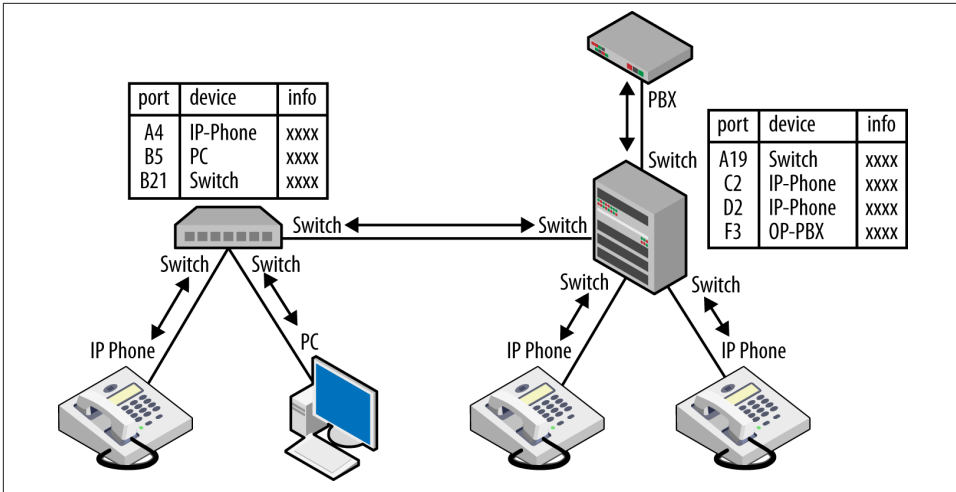 PBX
port device info
A4 IP-Phone xxxx
B5 PC xxxx
B21 Switch xxxx
port device info
A19 Switch xxxx
C2 IP-Phone xxxx
D2 IP-Phone xxxx
F3 OP-PBX xxxx
Switch
Switch Switch
Switch Switch
Switch Switch
IP Phone PC IP Phone IP Phone